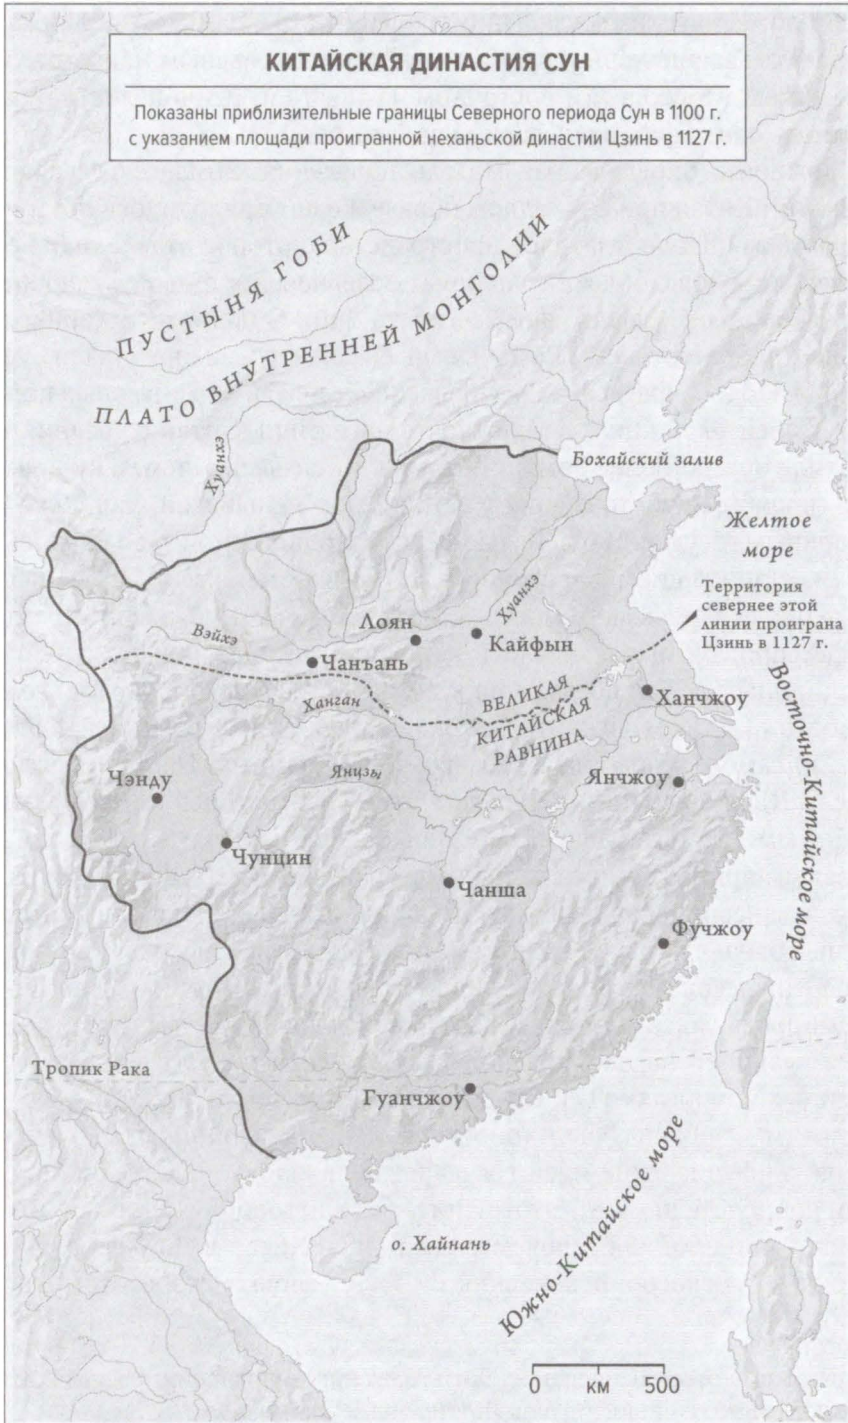 КИТАЙСКАЯ ДИНАСТИЯ СУН
Показаны приблизительные границы Северного периода Сун в 1100 г.
с указанием площади проигранной неханьской династии Цзинь в 1127 г.
ПУСТЫНЯ ГОБИ
ПЛАТО ВНУТРЕННЕЙ МОНГОЛИИ
Хуанхэ
Бохайский залив
Желтое
море
Территория
севернее этой
линии проиграна
Цзинь в 1127 г.
Хуанхэ
Вэйхэ
Лоян
Кайфын
Чанъань
Ханган
ВЕЛИКАЯ
КИТАЙСКАЯ
РАВНИНА
Ханчжоу
Восточно-Китайское море
Чэнду
Янцзы
Янчжоу
Чунцин
Чанша
Фучжоу
Тропик Рака
Гуанчжоу
о. Хайнань
Южно-Китайское море
0 км 500